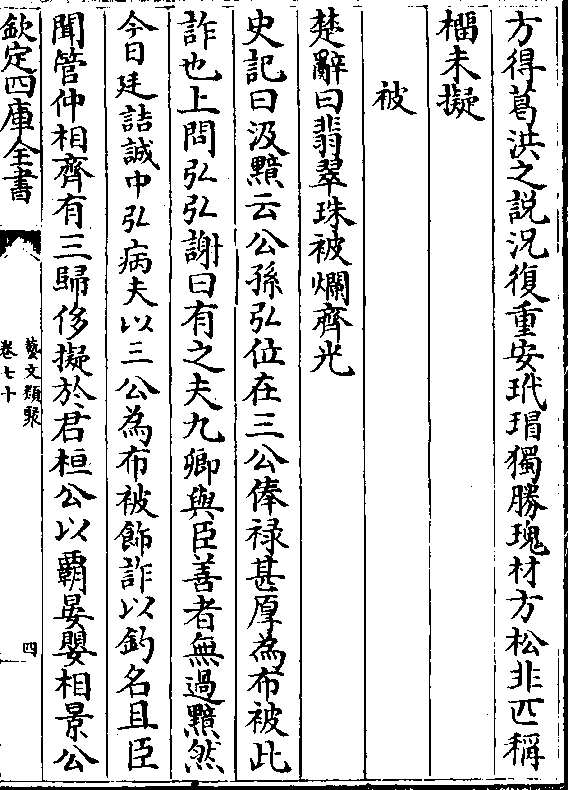 方得葛洪之説況復重安玳瑁獨勝瑰材方松非匹稱
橊未擬
被
楚辭曰翡翠珠被爛齊光
史記曰汲黯云公孫弘位在三公俸禄甚厚為布被此
詐也上問弘弘謝曰有之夫九卿與臣善者無過黯然
今日廷詰誠中弘病夫以三公為布被飾詐以釣名且臣
聞管仲相齊有三歸侈擬於君桓公以霸晏嬰相景公
欽定四庫全書
藝文類聚
卷七十
四